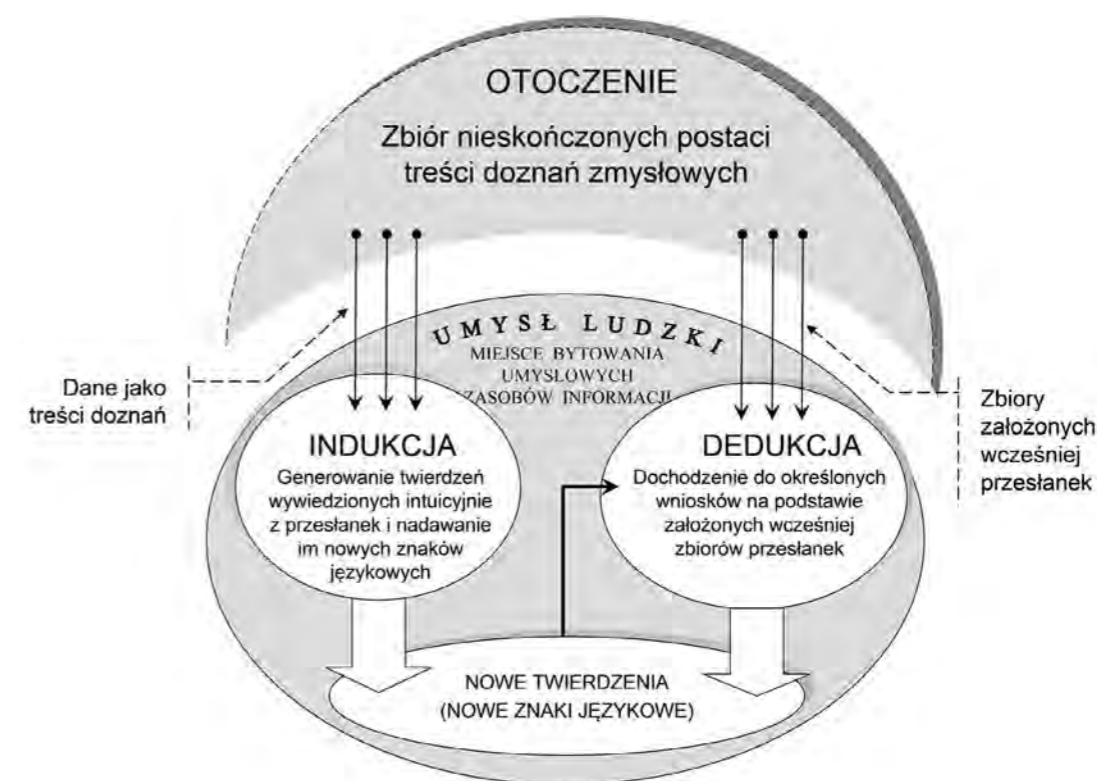 OTOCZENIE
Zbiór nieskończonych postaci
treści doznań zmysłowych
UMYSŁ LUDZKI
MIEJSCE BYTOWANIA
UMYSŁOWYCH
ZASOBÓW INFORMACJI
Dane jako
treści doznań
Zbiory
założonych
wcześniej
przesłanek
INDUKCJA
Generowanie twierdzeń
wywiedzionych intuicyjnie
z przesłanek i nadawanie
im nowych znaków
językowych
DEDUKCJA
Dochodzenie do określonych
wniosków na podstawie
założonych wcześniej
zbiorów przesłanek
NOWE TWIERDZENIA
(NOWE ZNAKI JĘZYKOWE)